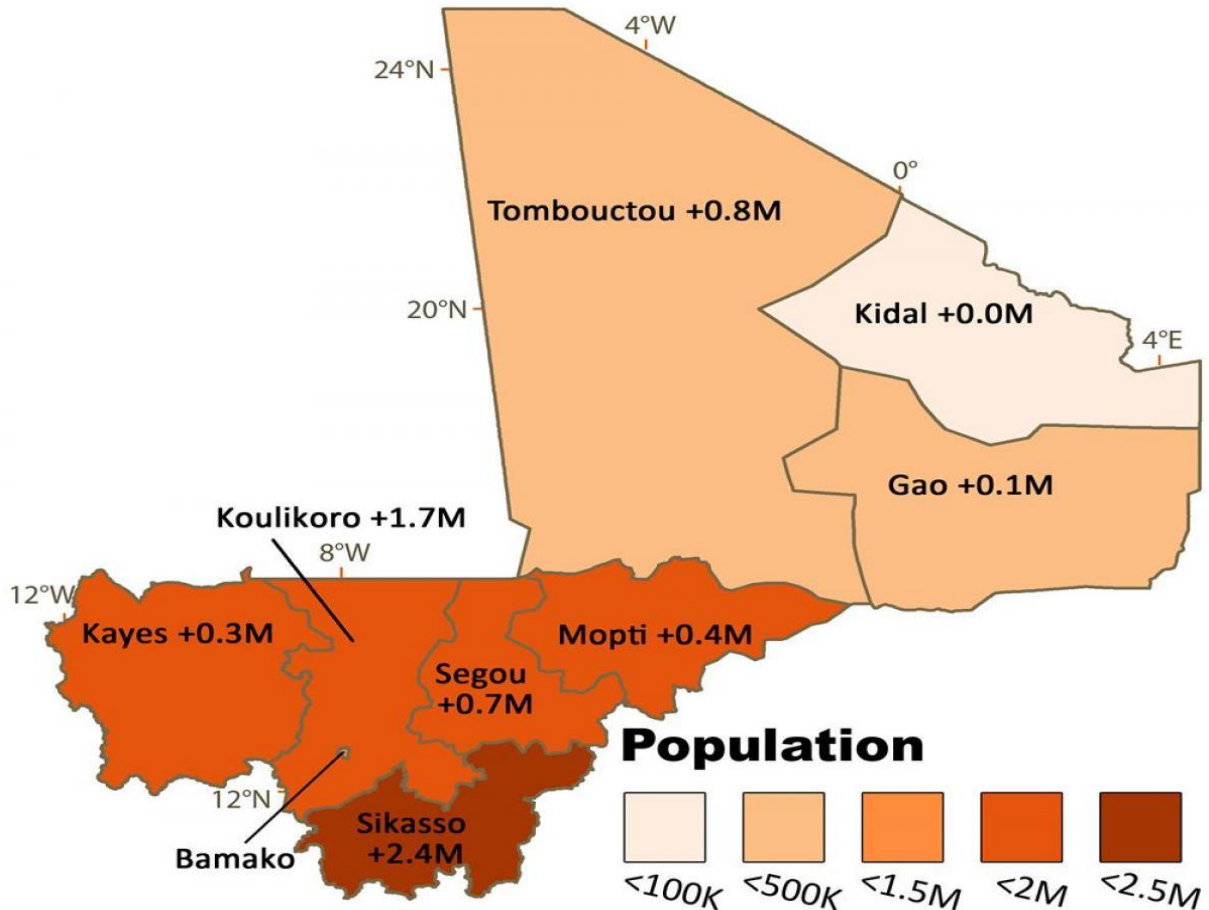 4°W
24°N
0°
Tombouctou +0.8M
20°N
Kidal +0.0M
4°E
Gao +0.1M
Koulikoro +1.7M
8°W
12°W
Kayes +0.3M
Mopti +0.4M
Segou
+0.7M
Population
12°N
Sikasso
+2.4M
Bamako
<100K <500K <1.5M <2M <2.5M